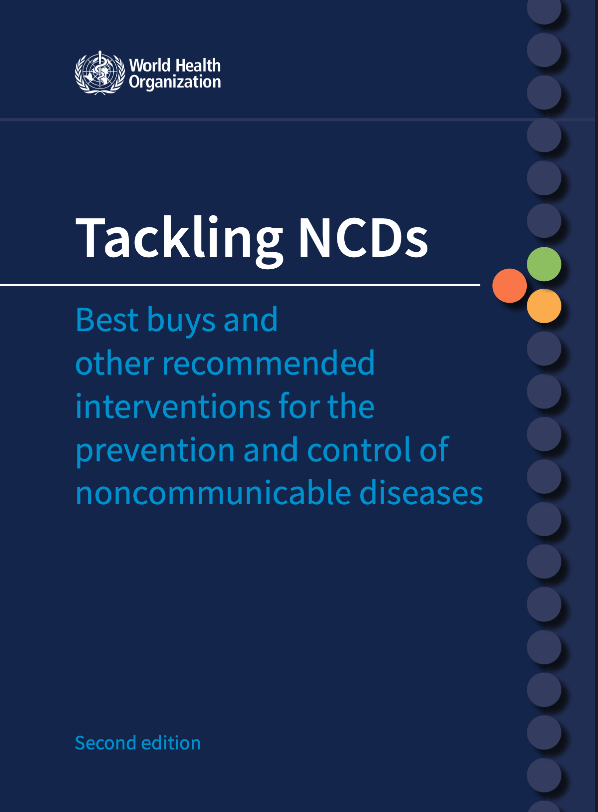 World Health
Organization
Tackling NCDs
Best buys and
other recommended
interventions for the
prevention and control of
noncommunicable diseases
Second edition